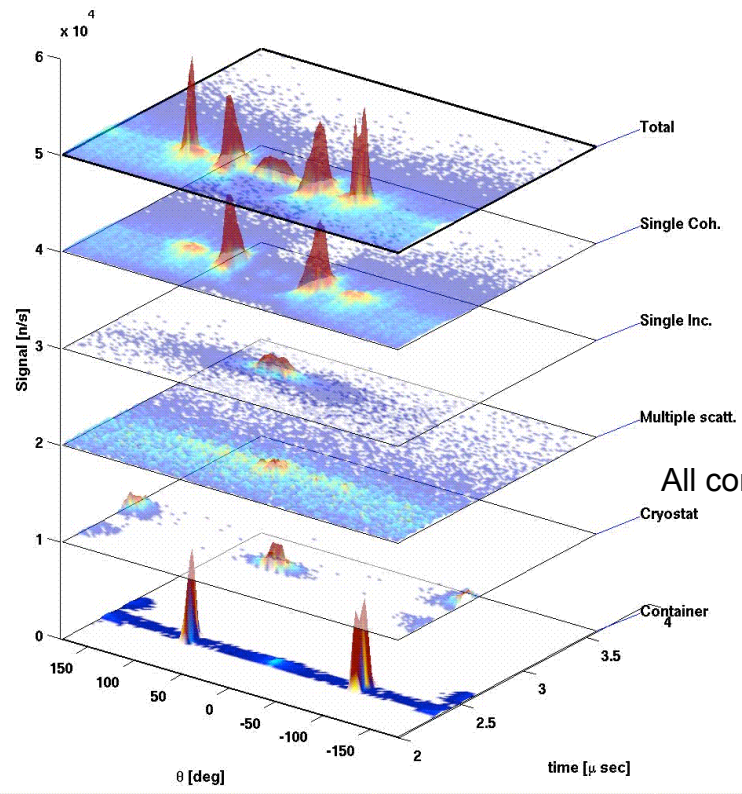 4
x 10
6
5
4
3
2
1
0
Signal [n/s]
Total
Single Coh.
Single Inc.
Multiple scatt.
All cor
Cryostat
Container
4
3.5
3
2.5
2
150
100
50
0
-50
-100
-150
θ [deg]
time [μ sec]